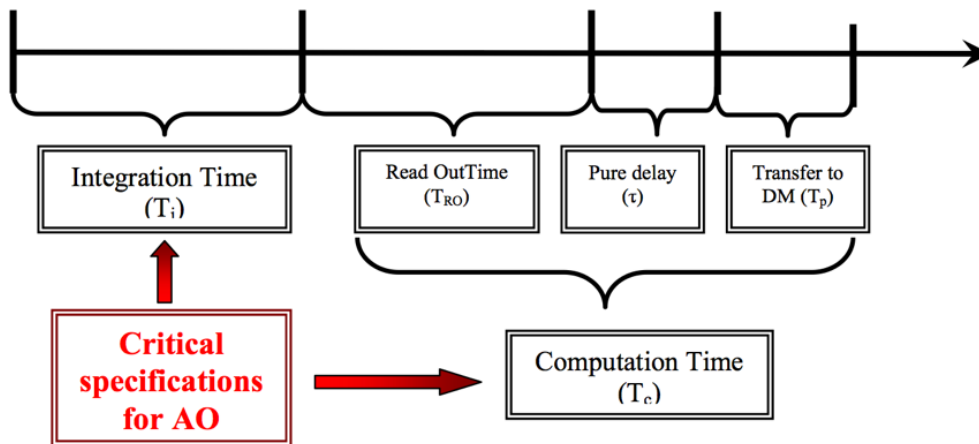 Integration Time
(Ti)
Read OutTime
(TRO)
Pure delay
(τ)
Transfer to
DM (Tp)
Critical
specifications
for AO
Computation Time
(Tc)